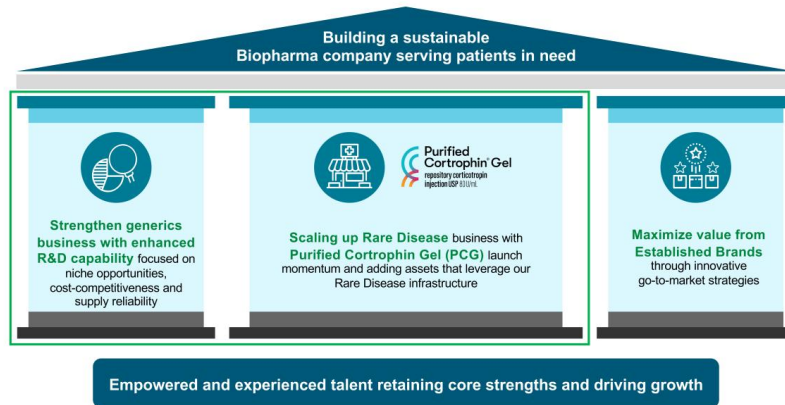 Building a sustainable
Biopharma company serving patients in need
Strengthen generics
business with enhanced
R&D capability focused on
niche opportunities,
cost-competitiveness and
supply reliability
Purified
Cortrophin® Gel
repository corticotropin
injection USP 80 U/mL
Scaling up Rare Disease business with
Purified Cortrophin Gel (PCG) launch
momentum and adding assets that leverage our
Rare Disease infrastructure
Maximize value from
Established Brands
through innovative
go-to-market strategies
Empowered and experienced talent retaining core strengths and driving growth